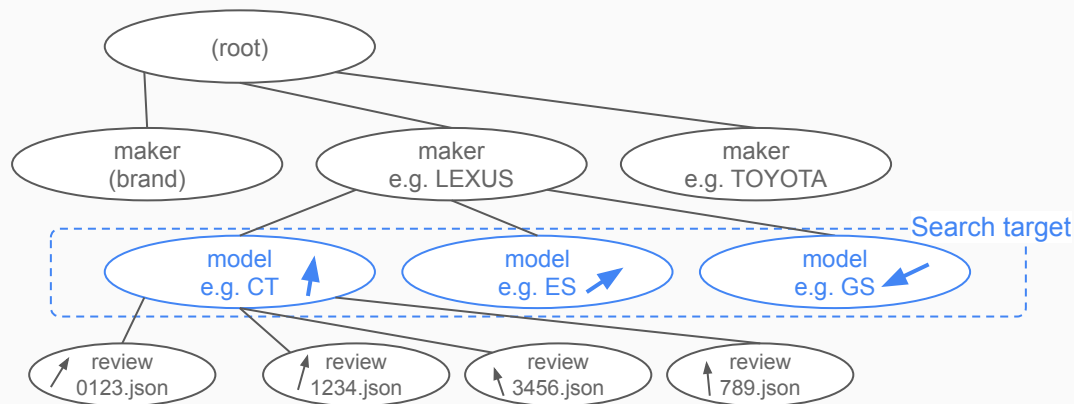 (root)
maker
(brand)
maker
e.g. LEXUS
maker
e.g. TOYOTA
Search target
model
e.g. CT
model
e.g. ES
model
e.g. GS
review
0123.json
review
1234.json
review
3456.json
review
789.json